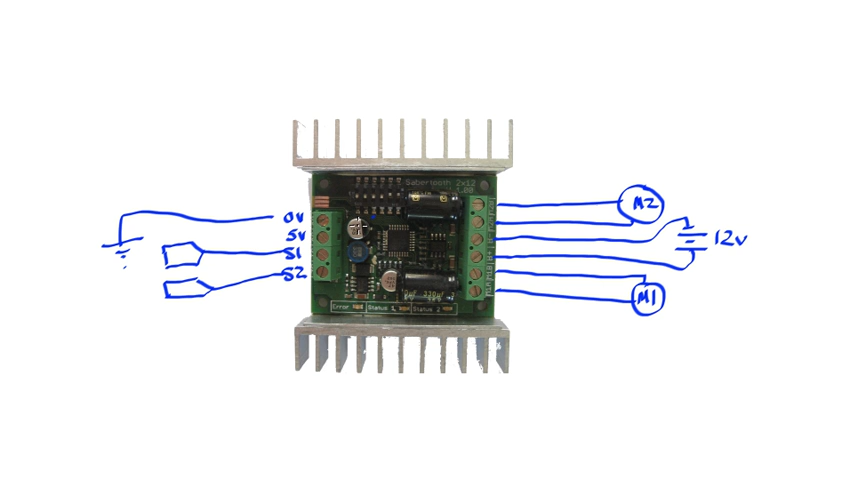 Sabertooth 2x12
M2
0V
5V
12V
S1
S2
M1
Error
Status 1
Status 2